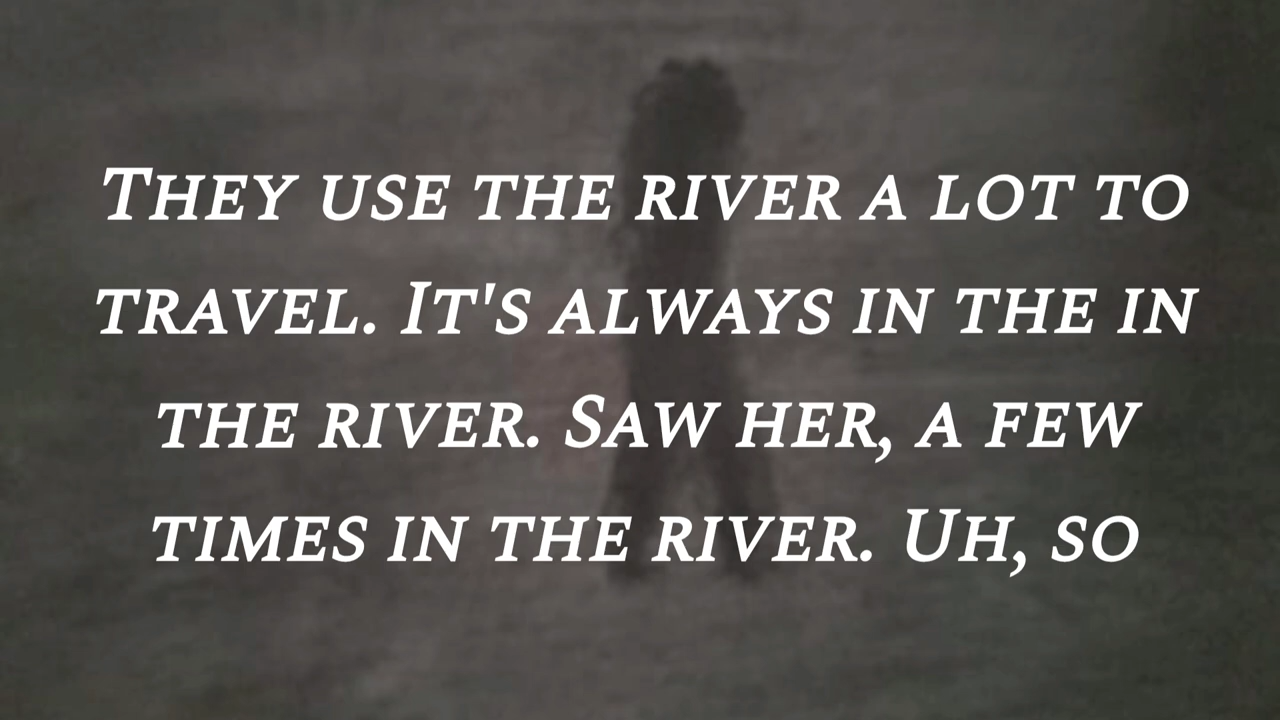 They use the river a lot to
travel. It's always in the in
the river. Saw her, a few
times in the river. Uh, so